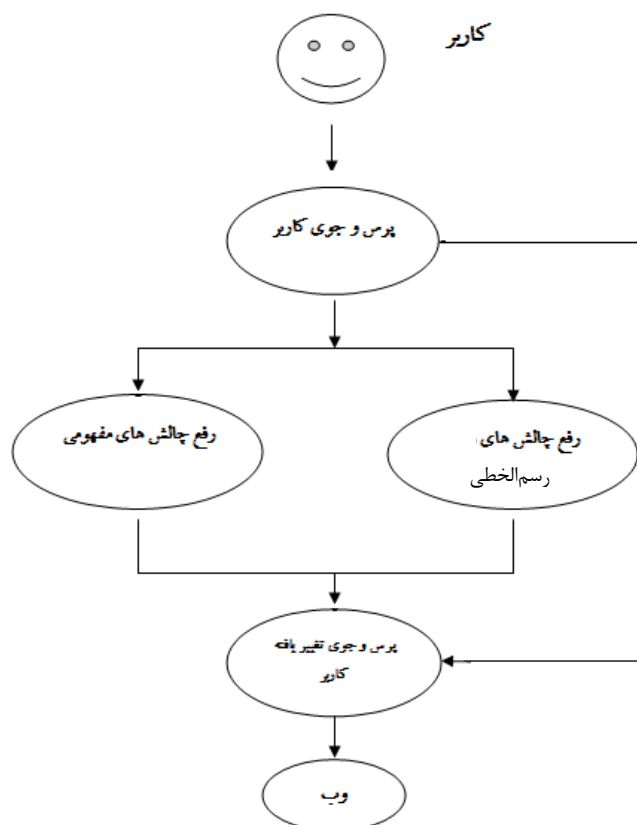 کاربر
پرس و جوی کاربر
رفع چالش های مفهومی
رفع چالش های
رسم‌الخطی
پرس و جوی تغییر یافته
کاربر
وب